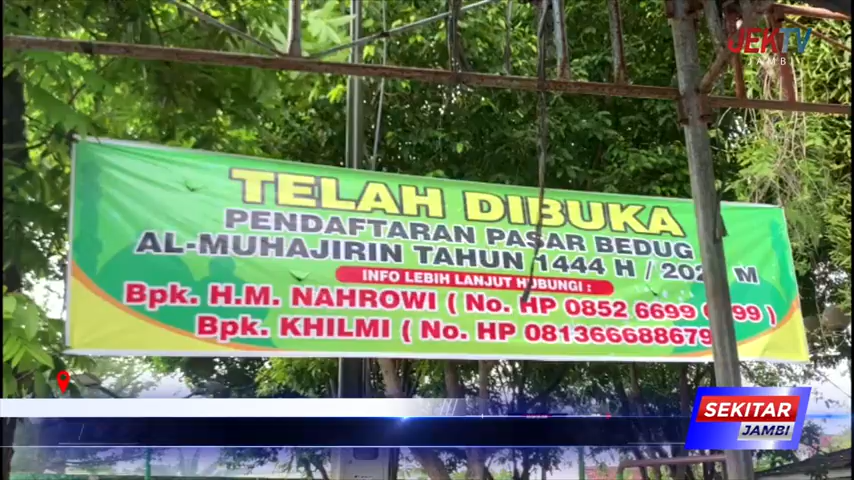 JEKTV
JAMBI
TELAH DIBUKA
PENDAFTARAN PASAR BEDUG
AL-MUHAJIRIN TAHUN 1444 H / M
INFO LEBIH LANJUT HUBUNGI :
Bpk. H.M. NAHROWI ( No. HP 0852 6699 )
Bpk. KHILMI ( No. HP 081366688679
SEKITAR
JAMBI